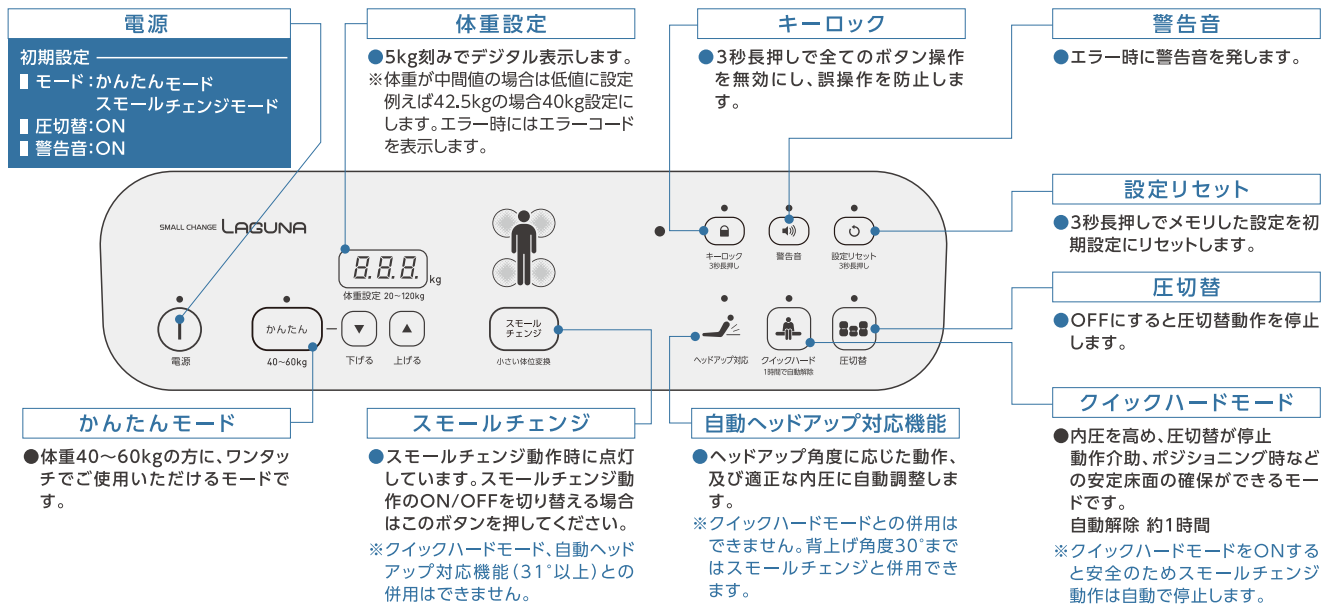 電源
初期設定
モード:かんたんモード
スモールチェンジモード
圧切替:ON
警告音:ON
体重設定
●5kg刻みでデジタル表示します。
※体重が中間値の場合は低値に設定
例えば42.5kgの場合40kg設定に
します。エラー時にはエラーコード
を表示します。
キーロック
●3秒長押しで全てのボタン操作
を無効にし、誤操作を防止しま
す。
警告音
●エラー時に警告音を発します。
設定リセット
●3秒長押しでメモリした設定を初
期設定にリセットします。
圧切替
●OFFにすると圧切替動作を停止
します。
クイックハードモード
●内圧を高め、圧切替が停止
動作介助、ポジショニング時など
の安定床面の確保ができるモー
ドです。
自動解除 約1時間
※クイックハードモードをONする
と安全のためスモールチェンジ
動作は自動で停止します。
SMALL CHANGE LAGUNA
8.8.8. kg
体重設定 20~120kg
電源
かんたん
40~60kg
下げる
上げる
スモール
チェンジ
小さい体位変換
キーロック
3秒長押し
警告音
設定リセット
3秒長押し
ヘッドアップ対応
クイックハード
1時間で自動解除
圧切替
かんたんモード
●体重40~60kgの方に、ワンタッ
チでご使用いただけるモードで
す。
スモールチェンジ
●スモールチェンジ動作時に点灯
しています。スモールチェンジ動
作のON/OFFを切り替える場合
はこのボタンを押してください。
※クイックハードモード、自動ヘッド
アップ対応機能(31°以上)との
併用はできません。
自動ヘッドアップ対応機能
●ヘッドアップ角度に応じた動作、
及び適正な内圧に自動調整しま
す。
※クイックハードモードとの併用は
できません。背上げ角度30°まで
はスモールチェンジと併用でき
ます。